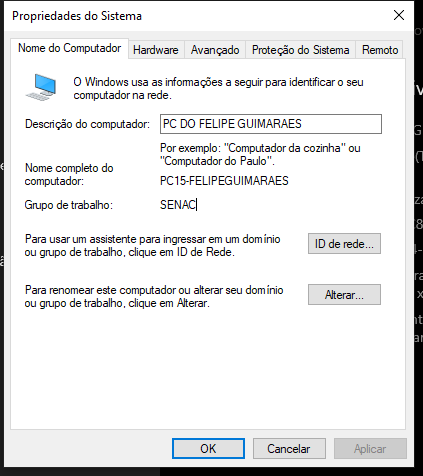 Propriedades do Sistema
Nome do Computador Hardware Avançado Proteção do Sistema Remoto
O Windows usa as informações a seguir para identificar o seu
computador na rede.
Descrição do computador: PC DO FELIPE GUIMARAES
Por exemplo: "Computador da cozinha" ou
"Computador do Paulo".
Nome completo do
computador: PC15-FELIPEGUIMARAES
Grupo de trabalho: SENAC
Para usar um assistente para ingressar em um domínio
ou grupo de trabalho, clique em ID de Rede.
ID de rede...
Para renomear este computador ou alterar seu domínio
ou grupo de trabalho, clique em Alterar.
Alterar...
OK Cancelar Aplicar